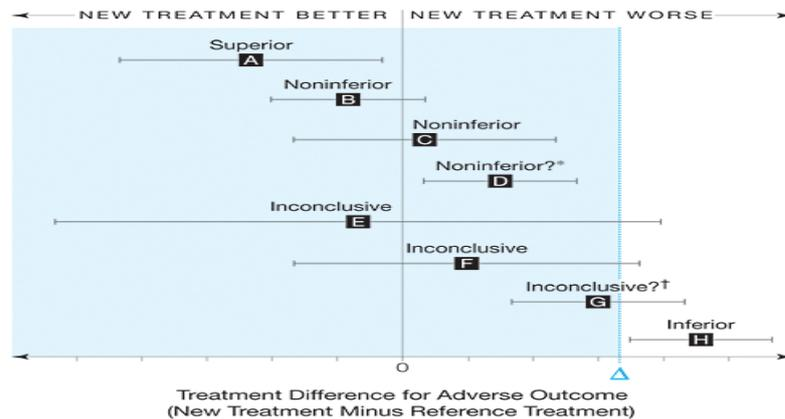 NEW TREATMENT BETTER NEW TREATMENT WORSE
Superior
A
Noninferior
B
Noninferior
C
Noninferior?*
D
Inconclusive
E
Inconclusive
F
Inconclusive?†
G
Inferior
H
O
Δ
Treatment Difference for Adverse Outcome
(New Treatment Minus Reference Treatment)